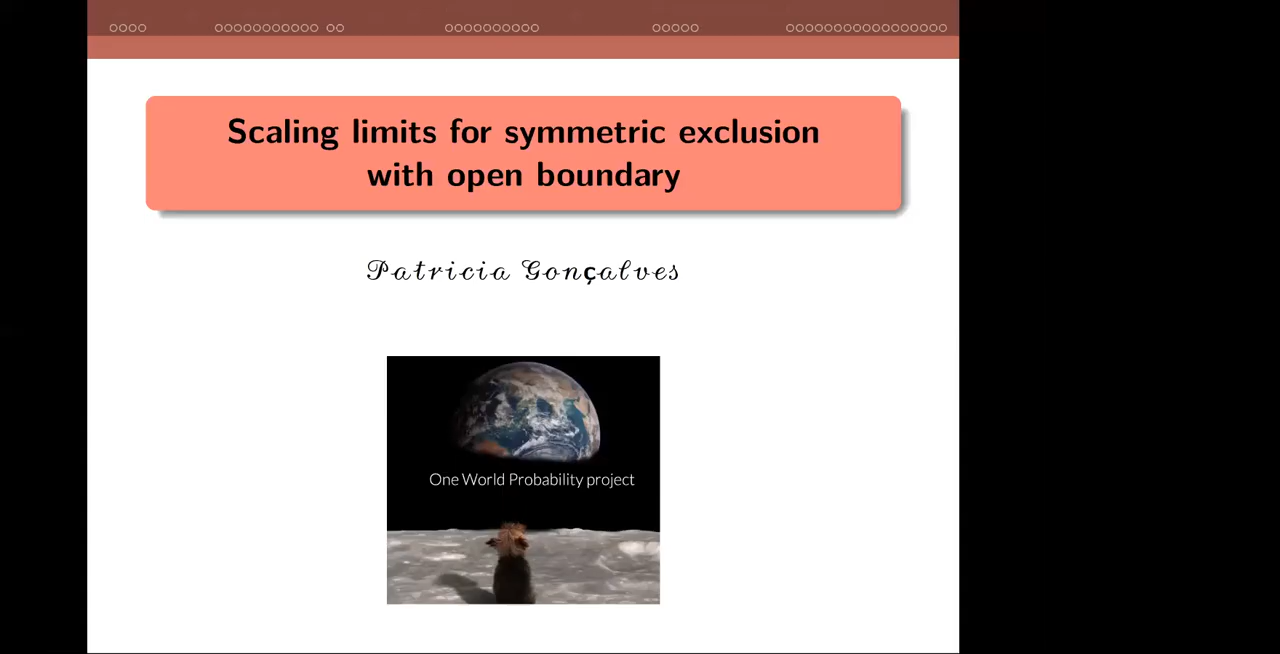 Scaling limits for symmetric exclusion
with open boundary
Patricia Gonçalves
One World Probability project